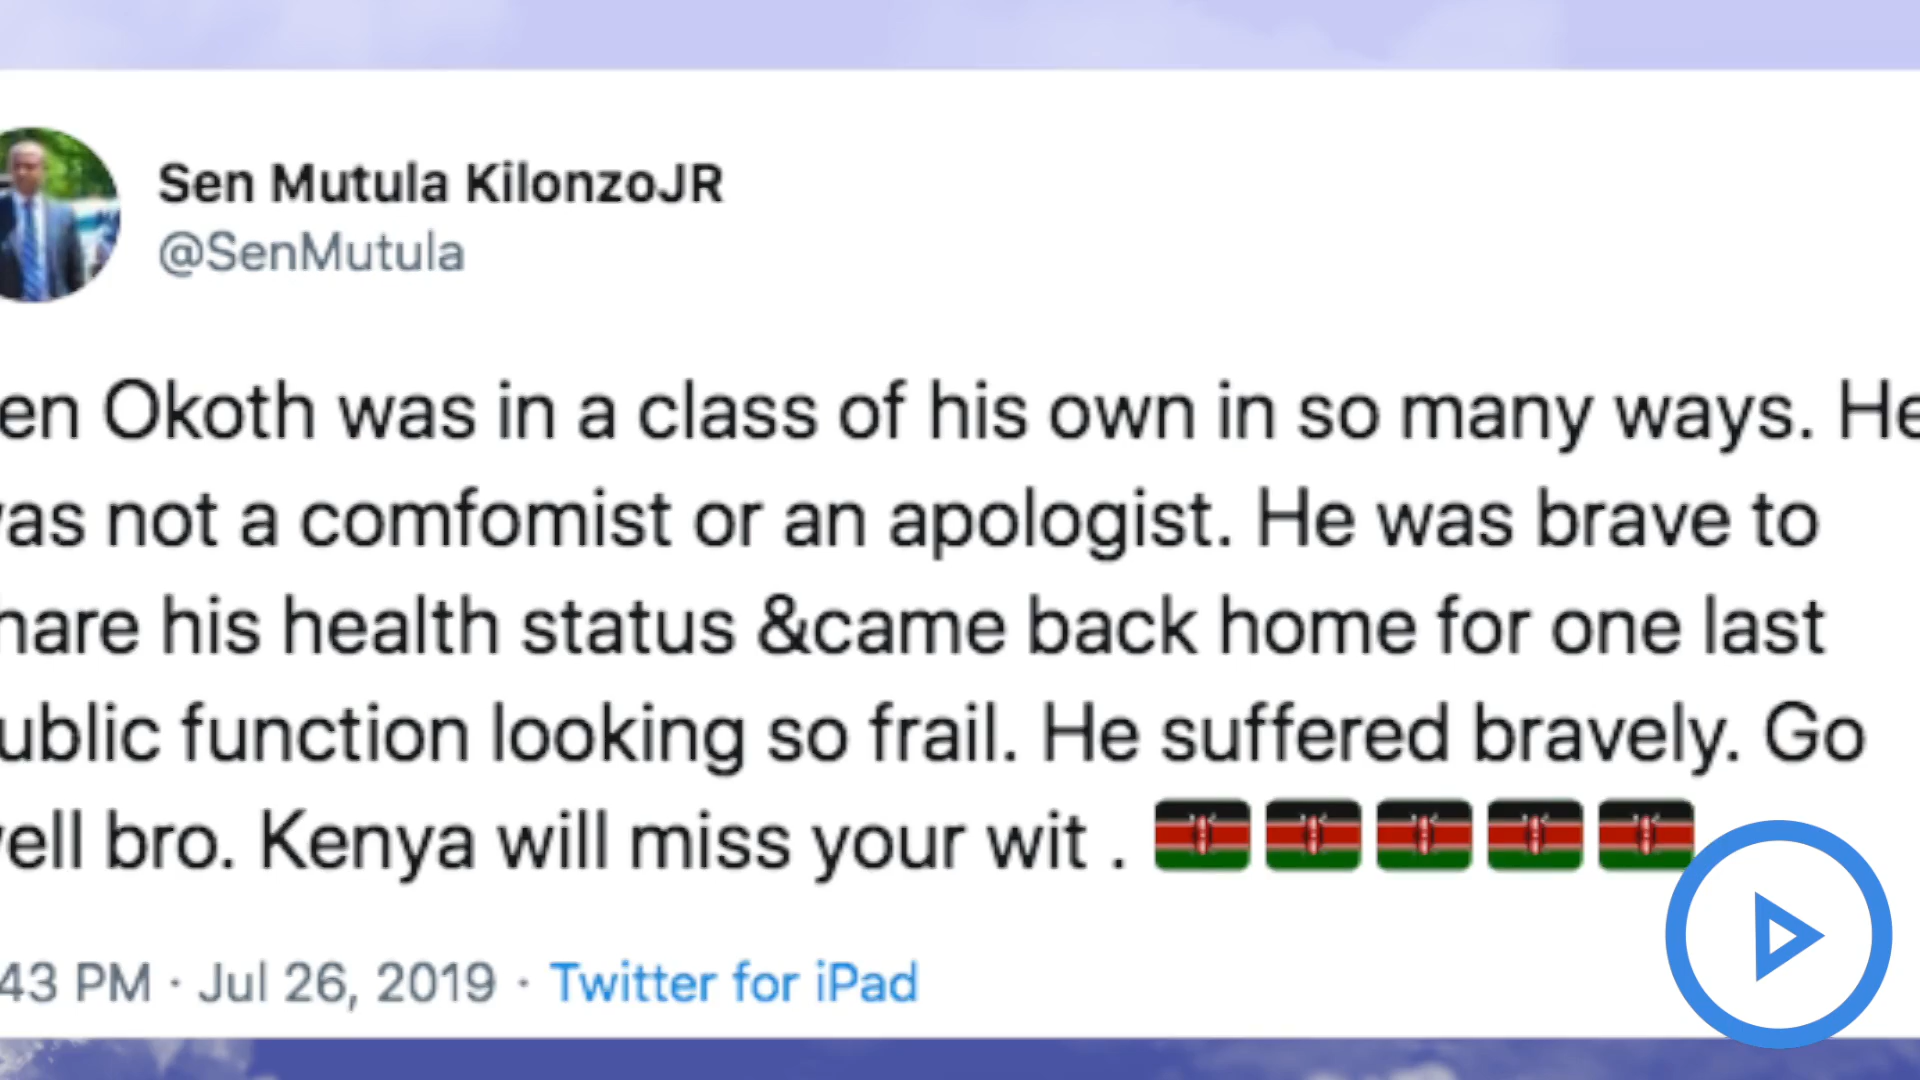 Sen Mutula KilonzoJR
@SenMutula
en Okoth was in a class of his own in so many ways. He
as not a comfomist or an apologist. He was brave to
hare his health status &came back home for one last
ublic function looking so frail. He suffered bravely. Go
ell bro. Kenya will miss your wit . 🇰🇪🇰🇪🇰🇪🇰🇪🇰🇪
43 PM · Jul 26, 2019 · Twitter for iPad